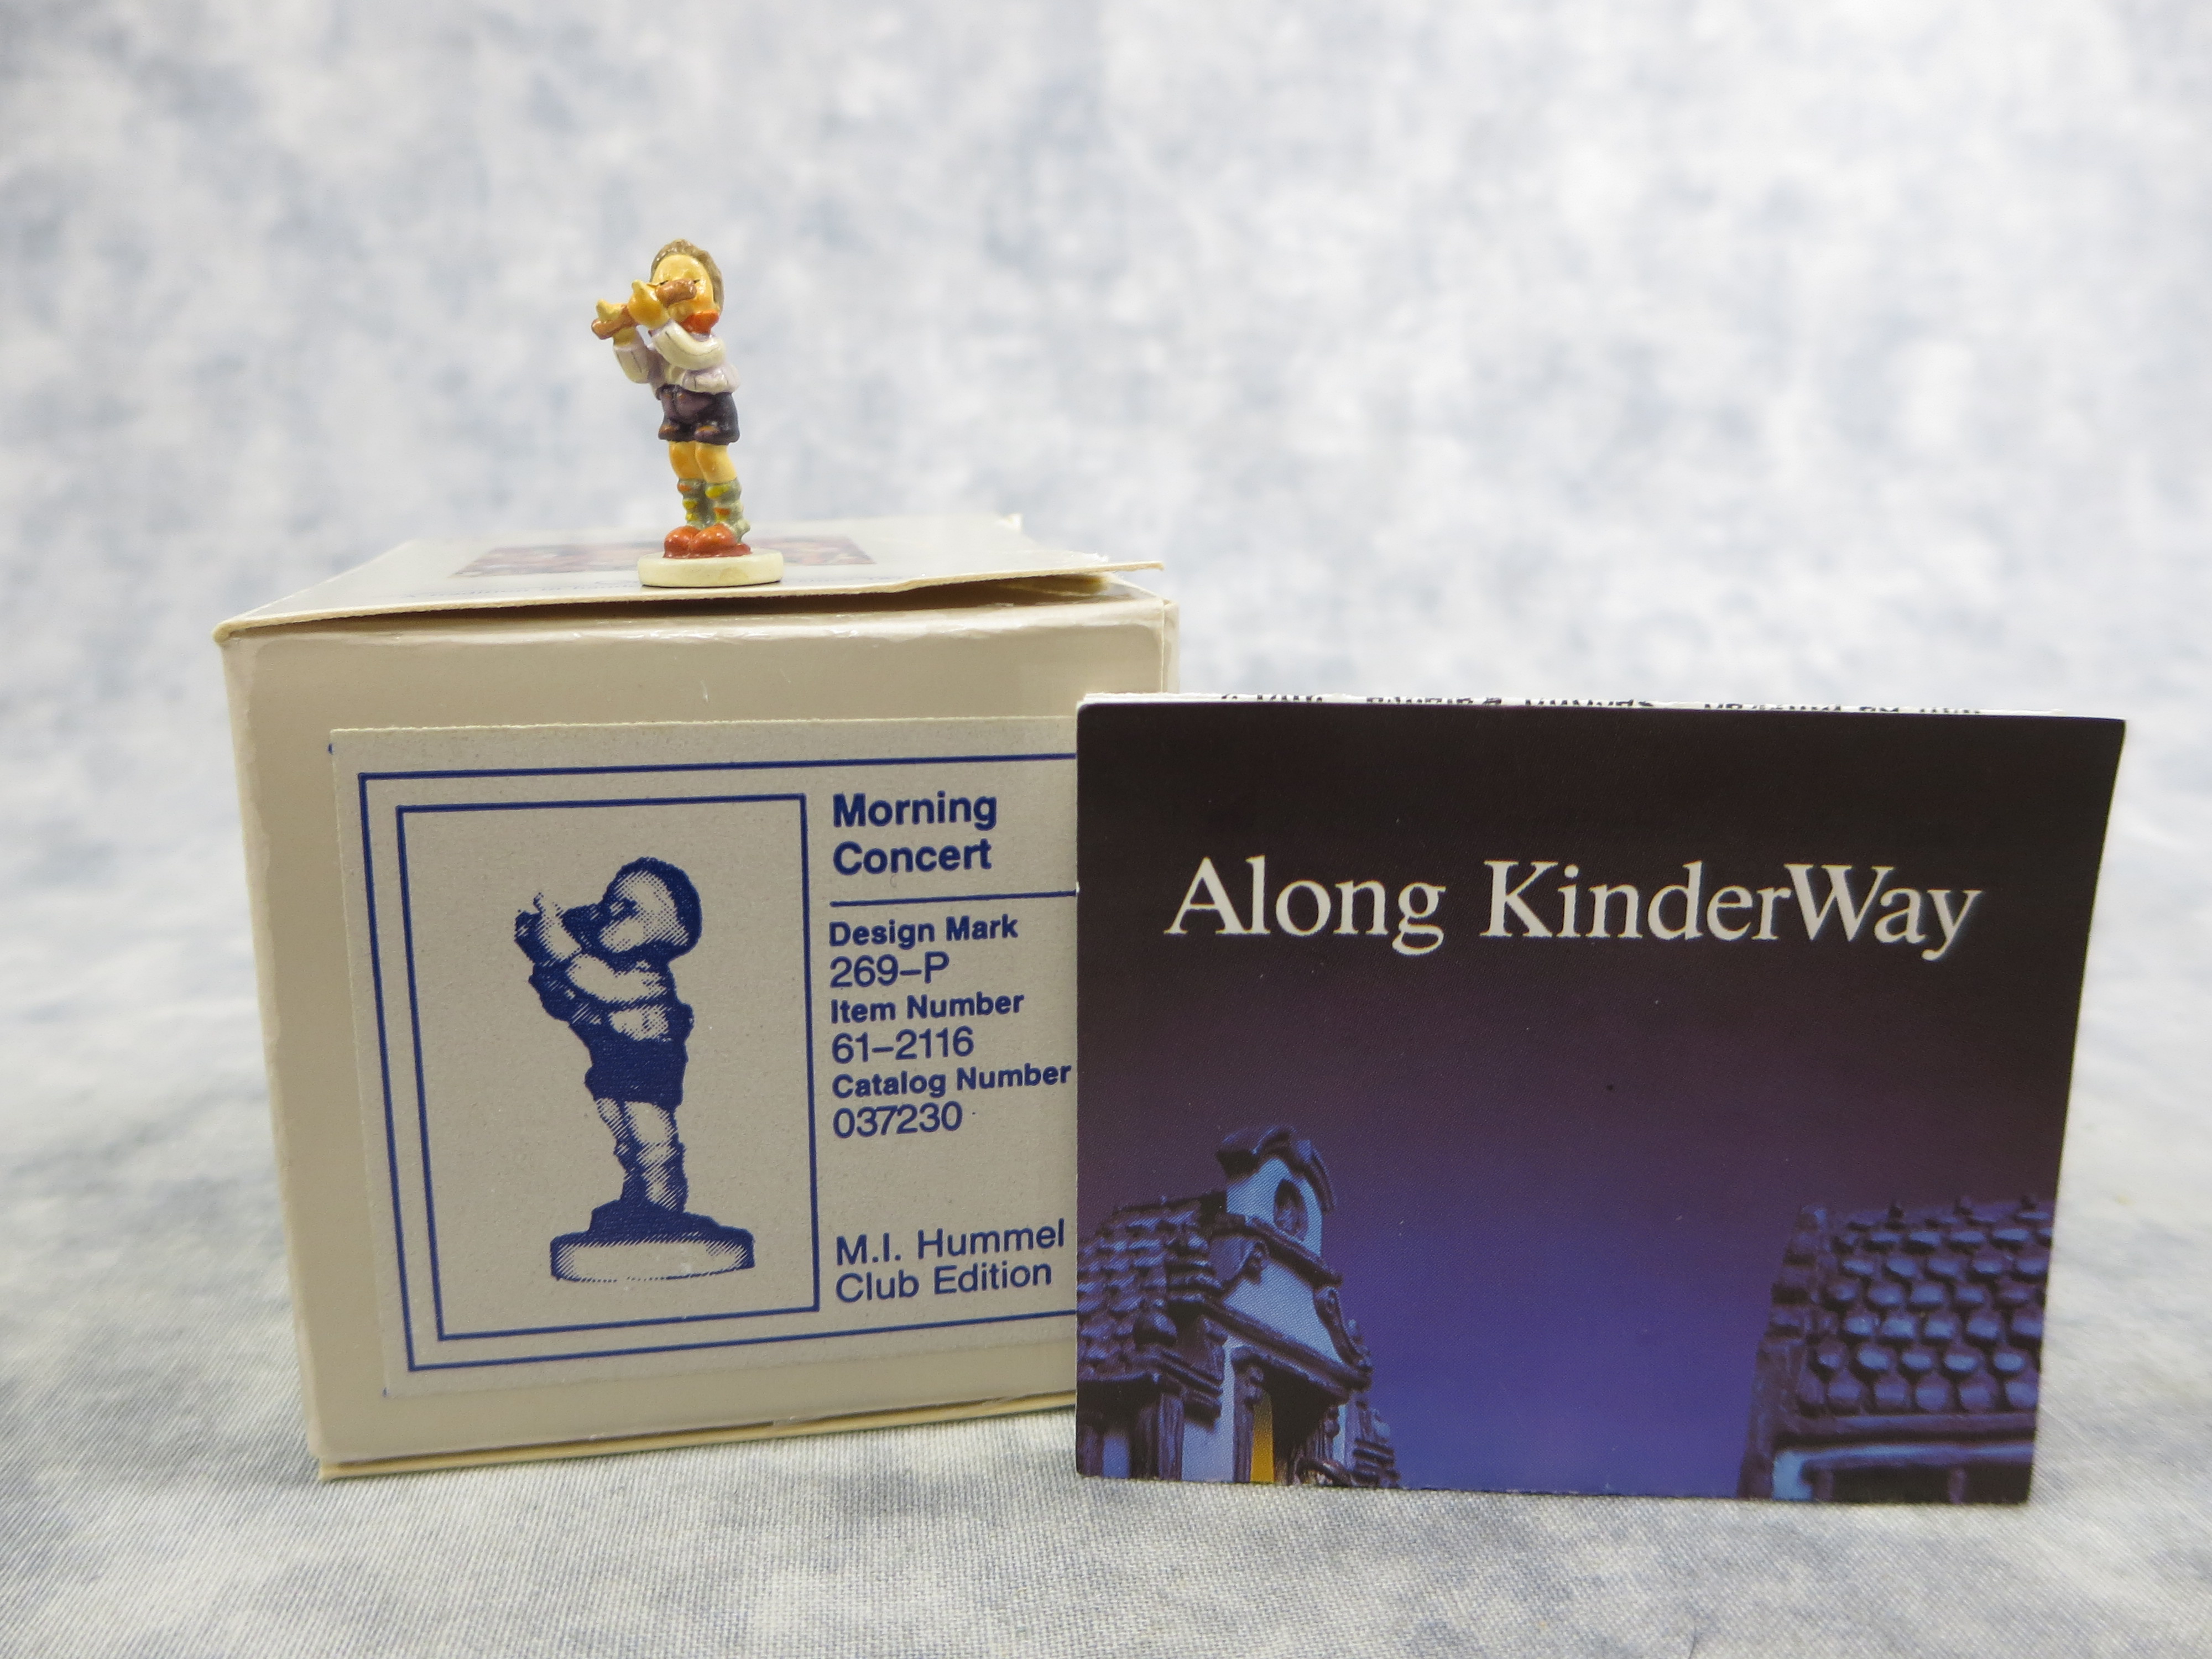 Morning
Concert
Design Mark
269-P
Item Number
61-2116
Catalog Number
037230
M.I. Hummel
Club Edition
Along KinderWay